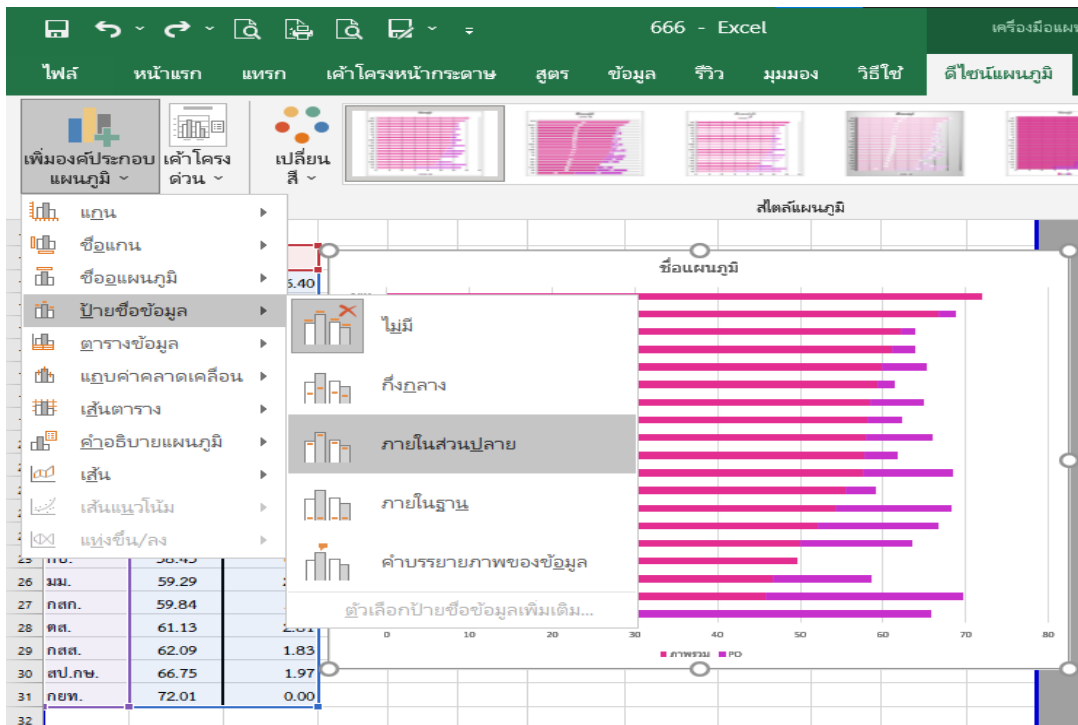 666 - Excel
เครื่องมือแผน
ไฟล์ หน้าแรก แทรก เค้าโครงหน้ากระดาษ สูตร ข้อมูล รีวิว มุมมอง วิธีใช้ ดีไซน์แผนภูมิ
เพิ่มองค์ประกอบ
แผนภูมิ
เค้าโครง
ด่วน
เปลี่ยน
สี
สไตล์แผนภูมิ
แกน
ชื่อแกน
ชื่อแผนภูมิ
ป้ายชื่อข้อมูล
ตารางข้อมูล
แถบค่าคลาดเคลื่อน
เส้นตาราง
คำอธิบายแผนภูมิ
เส้น
เส้นแนวโน้ม
แท่งขึ้น/ลง
ไม่มี
กึ่งกลาง
ภายในส่วนปลาย
ภายในฐาน
คำบรรยายภาพของข้อมูล
ตัวเลือกป้ายชื่อข้อมูลเพิ่มเติม...
ชื่อแผนภูมิ
0 10 20 30 40 50 60 70 80
ภาพรวม PD
6.40
25
26 มม. 59.29
27 กสก. 59.84
28 ตส. 61.13 2.81
29 กสส. 62.09 1.83
30 สป.กษ. 66.75 1.97
31 กยท. 72.01 0.00
32